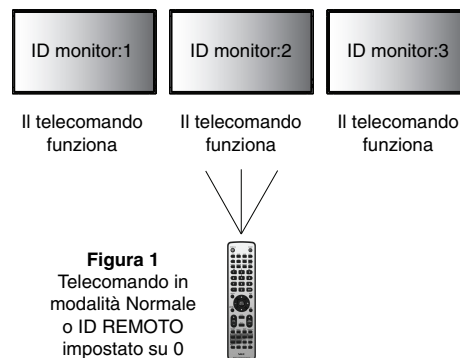 ID monitor:1
ID monitor:2
ID monitor:3
Il telecomando
funziona
Il telecomando
funziona
Il telecomando
funziona
Figura 1
Telecomando in
modalità Normale
o ID REMOTO
impostato su 0